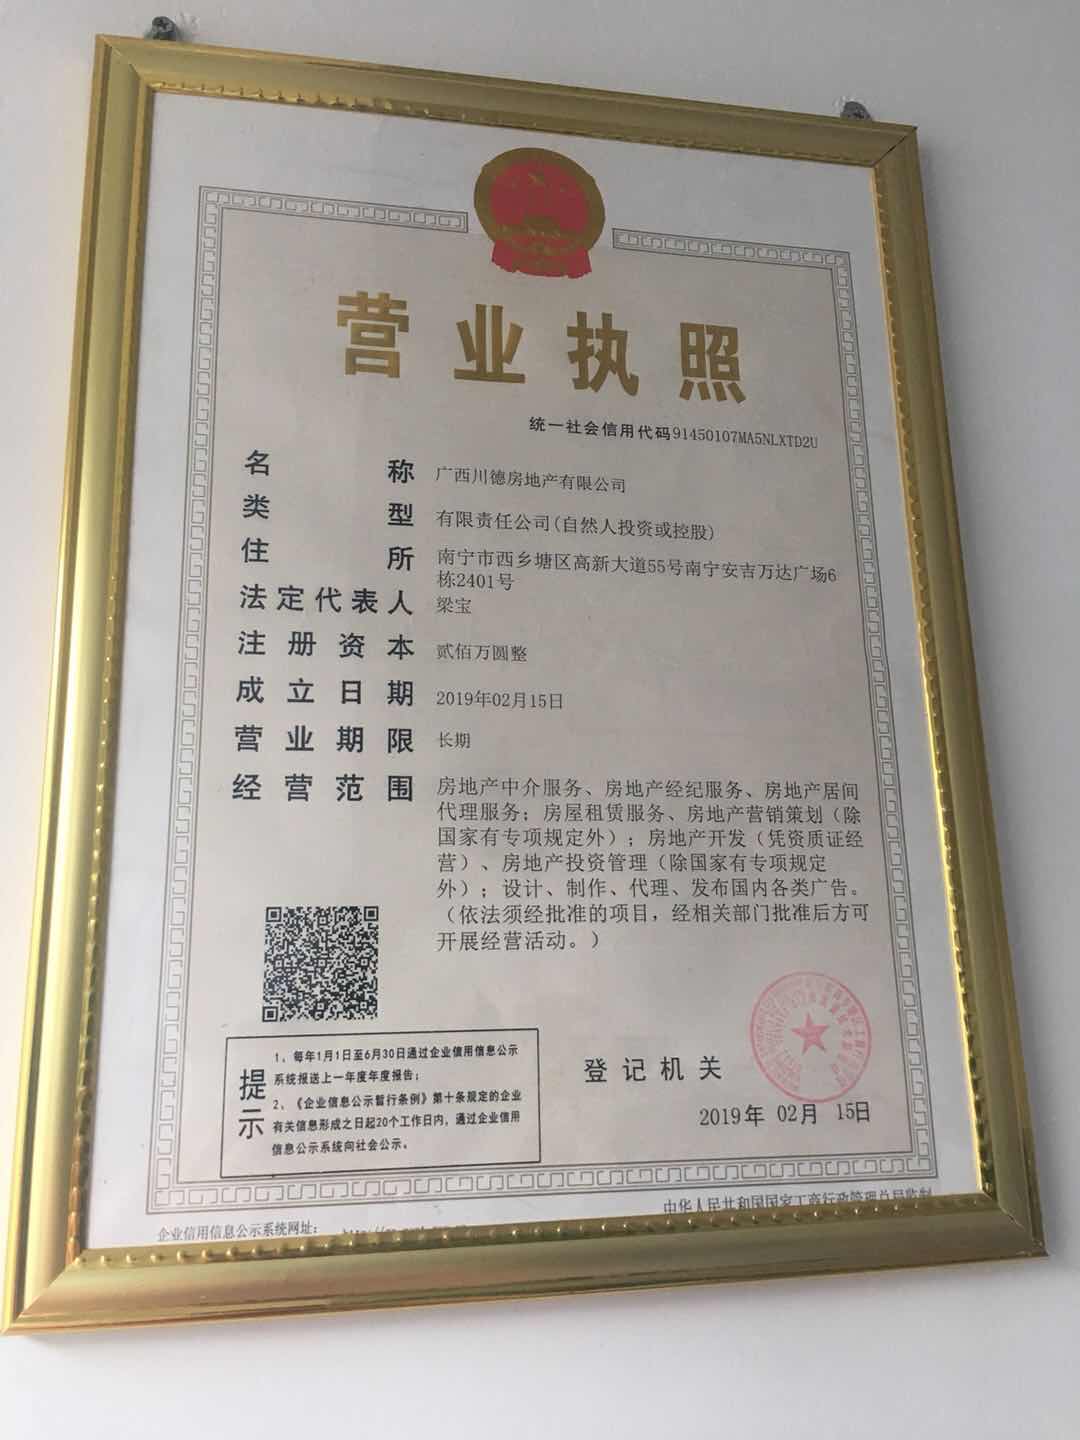 营业执照
统一社会信用代码91450107MA5NLXTD2U
名称 广西川德房地产有限公司
类型 有限责任公司(自然人投资或控股)
住所 南宁市西乡塘区高新大道55号南宁安吉万达广场6
栋2401号
法定代表人 梁宝
注册资本 贰佰万圆整
成立日期 2019年02月15日
营业期限 长期
经营范围 房地产中介服务、房地产经纪服务、房地产居间
代理服务；房屋租赁服务、房地产营销策划（除
国家有专项规定外）；房地产开发（凭资质证经
营）、房地产投资管理（除国家有专项规定
外）；设计、制作、代理、发布国内各类广告。
（依法须经批准的项目，经相关部门批准后方可
开展经营活动。）
提示
1、每年1月1日至6月30日通过企业信用信息公示
系统报送上一年度年度报告；
2、《企业信息公示暂行条例》第十条规定的企业
有关信息形成之日起20个工作日内，通过企业信用
信息公示系统向社会公示。
登记机关
2019年 02月 15日
企业信用信息公示系统网址：
中华人民共和国国家工商行政管理总局监制